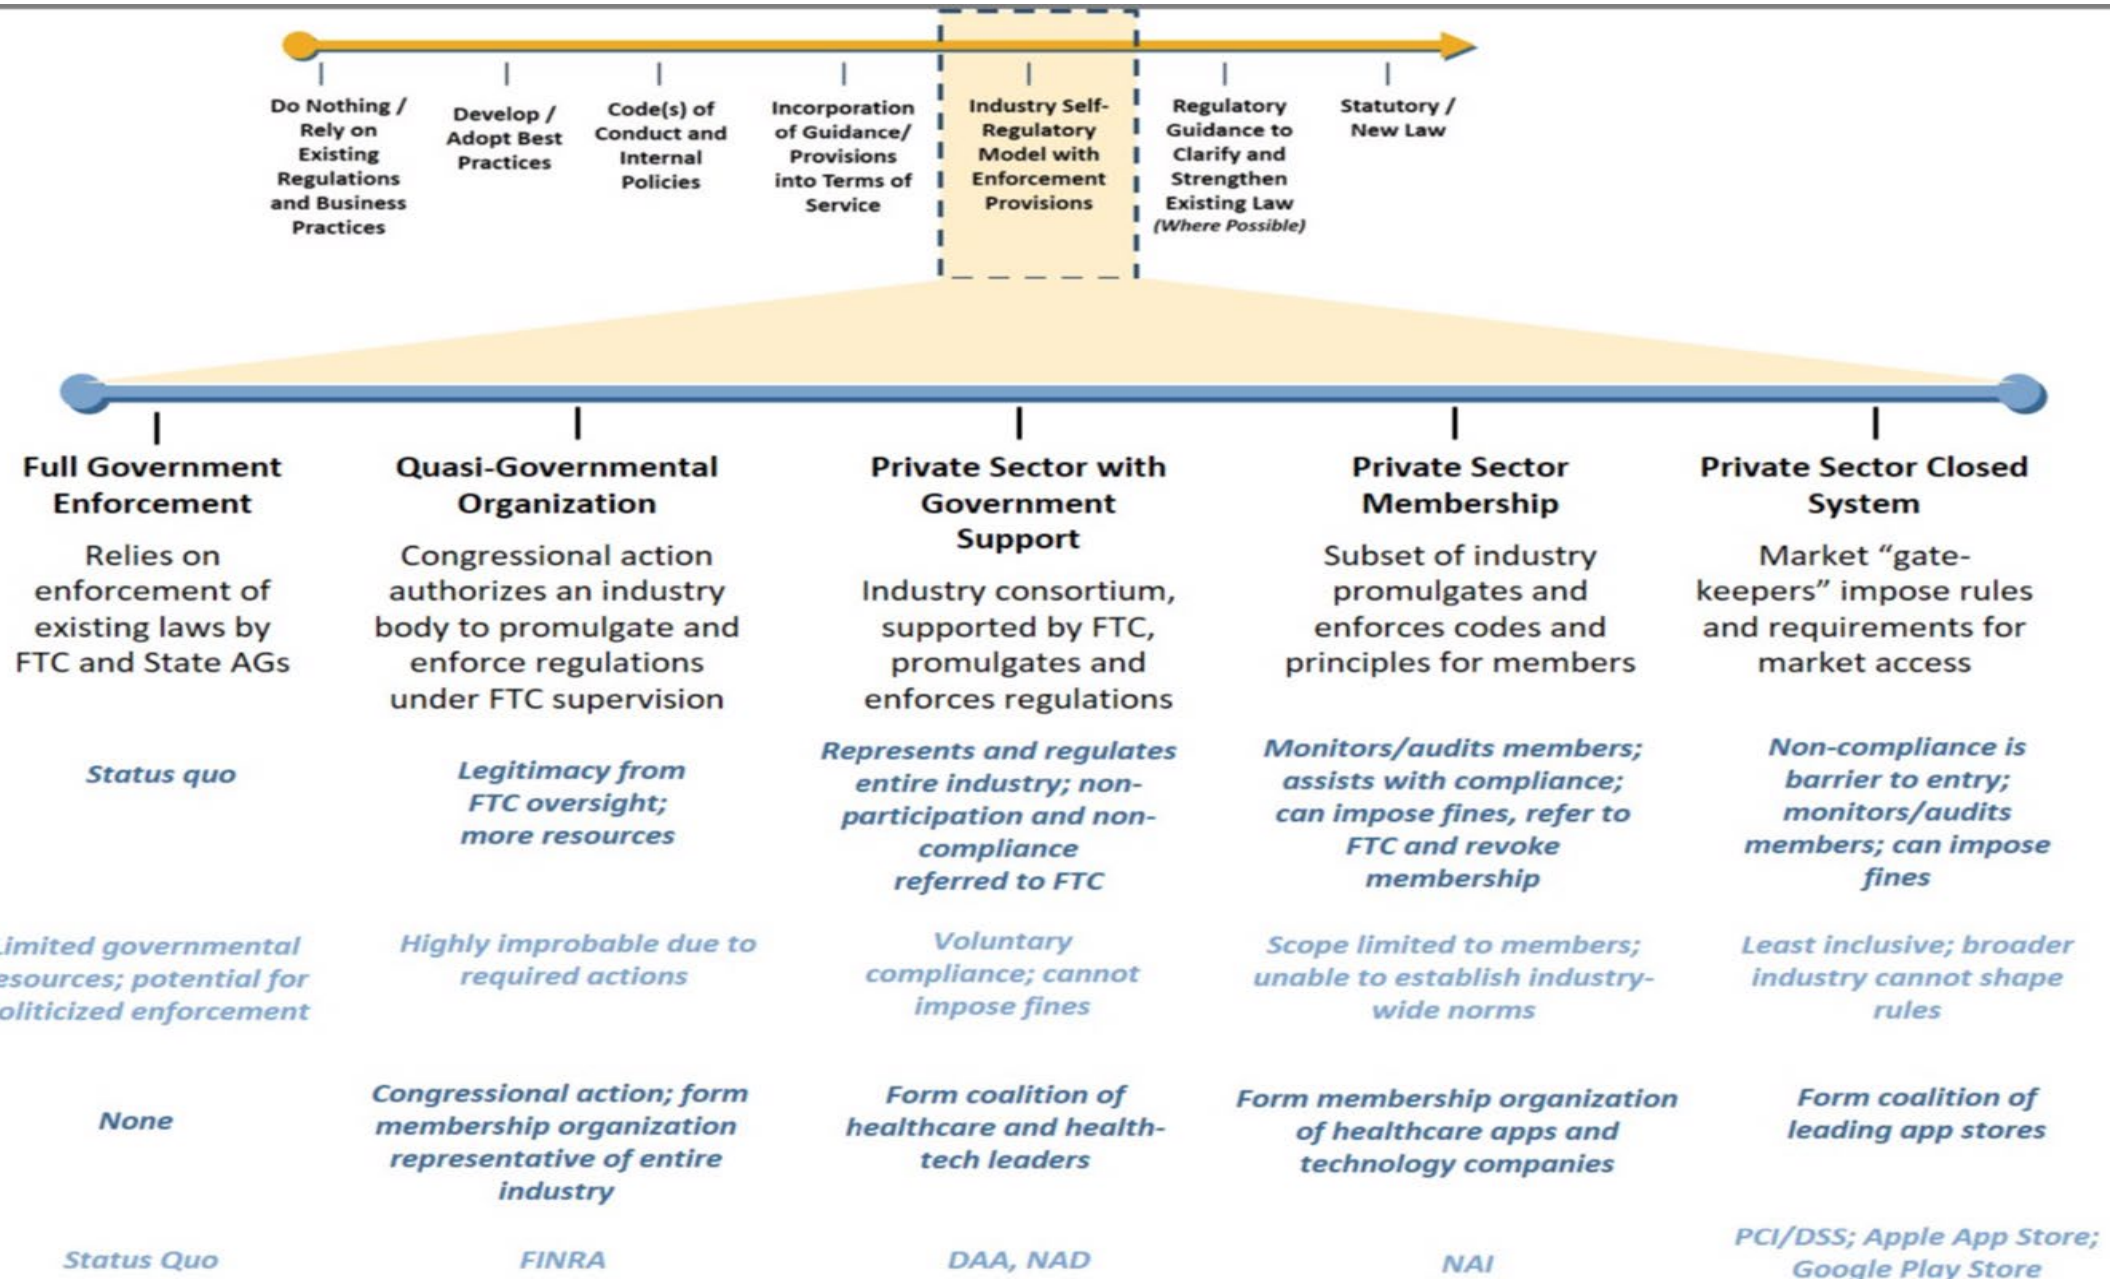 Do Nothing /
Rely on
Existing
Regulations
and Business
Practices
Develop /
Adopt Best
Practices
Code(s) of
Conduct and
Internal
Policies
Incorporation
of Guidance/
Provisions
into Terms of
Service
Industry Self-
Regulatory
Model with
Enforcement
Provisions
Regulatory
Guidance to
Clarify and
Strengthen
Existing Law
(Where Possible)
Statutory /
New Law
Full Government
Enforcement
Relies on
enforcement of
existing laws by
FTC and State AGs
Status quo
Limited governmental
esources; potential for
oliticized enforcement
None
Status Quo
Quasi-Governmental
Organization
Congressional action
authorizes an industry
body to promulgate and
enforce regulations
under FTC supervision
Legitimacy from
FTC oversight;
more resources
Highly improbable due to
required actions
Congressional action; form
membership organization
representative of entire
industry
FINRA
Private Sector with
Government
Support
Industry consortium,
supported by FTC,
promulgates and
enforces regulations
Represents and regulates
entire industry; non-
participation and non-
compliance
referred to FTC
Voluntary
compliance; cannot
impose fines
Form coalition of
healthcare and health-
tech leaders
DAA, NAD
Private Sector
Membership
Subset of industry
promulgates and
enforces codes and
principles for members
Monitors/audits members;
assists with compliance;
can impose fines, refer to
FTC and revoke
membership
Scope limited to members;
unable to establish industry-
wide norms
Form membership organization
of healthcare apps and
technology companies
NAI
Private Sector Closed
System
Market “gate-
keepers” impose rules
and requirements for
market access
Non-compliance is
barrier to entry;
monitors/audits
members; can impose
fines
Least inclusive; broader
industry cannot shape
rules
Form coalition of
leading app stores
PCI/DSS; Apple App Store;
Google Play Store